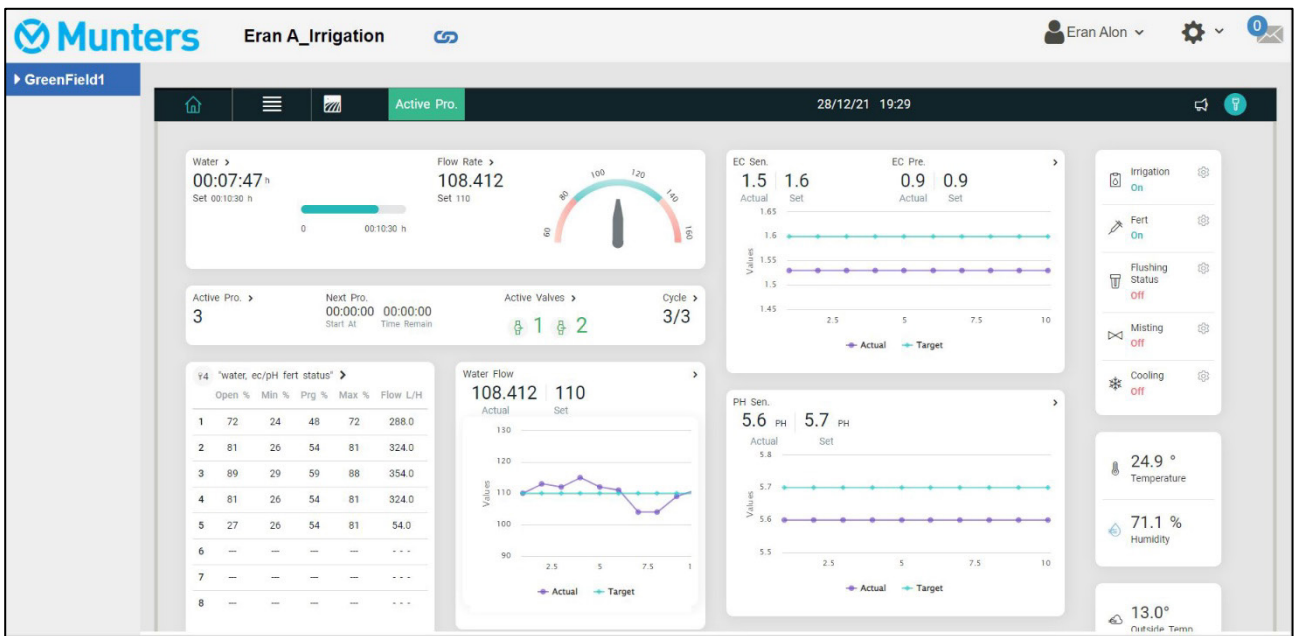 Munters Eran A_Irrigation Eran Alon 0
GreenField1
Active Pro. 28/12/21 19:29
Water >
00:07:47 h
Set 00:10:30 h
0 00:10:30 h
Flow Rate >
108.412
Set 110
60 80 100 120 140 160
Active Pro. >
3
Next Pro.
00:00:00 00:00:00
Start At Time Remain
Active Valves >
1 2
Cycle >
3/3
4 "water, ec/pH fert status" >
Open % Min % Prg % Max % Flow L/H
1 72 24 48 72 288.0
2 81 26 54 81 324.0
3 89 29 59 88 354.0
4 81 26 54 81 324.0
5 27 26 54 81 54.0
6 --- --- --- --- - - -
7 --- --- --- --- - - -
8 --- --- --- --- - - -
Water Flow >
108.412 110
Actual Set
130
120
110
100
90
Values
2.5 5 7.5 1
Actual Target
EC Sen. EC Pre. >
1.5 1.6 0.9 0.9
Actual Set Actual Set
1.65
1.6
1.55
1.5
1.45
Values
2.5 5 7.5 10
Actual Target
PH Sen. >
5.6 PH 5.7 PH
Actual Set
5.8
5.7
5.6
5.5
Values
2.5 5 7.5 10
Actual Target
Irrigation
On
Fert
On
Flushing
Status
Off
Misting
Off
Cooling
Off
24.9 °
Temperature
71.1 %
Humidity
13.0°
Outside Temp